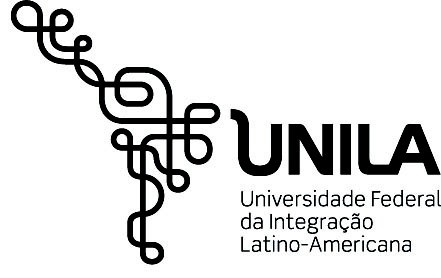 UNILA
Universidade Federal
da Integração
Latino-Americana